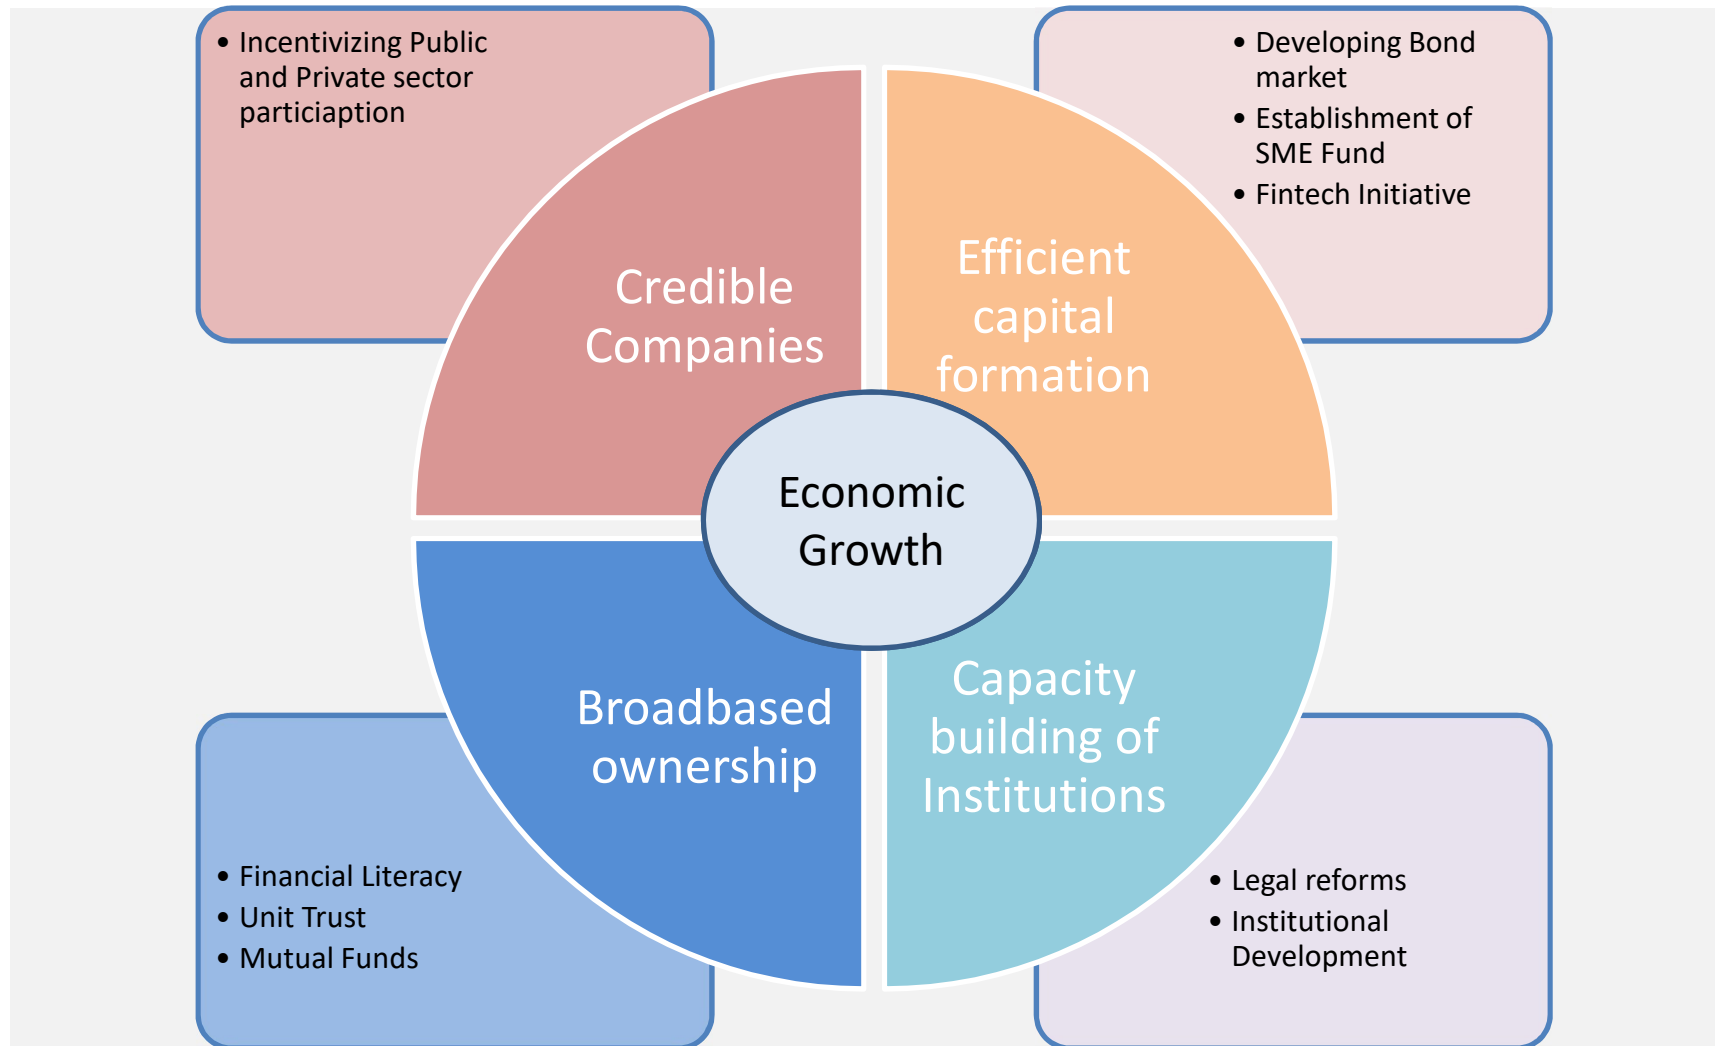 • Incentivizing Public
and Private sector
particiaption
• Developing Bond
market
• Establishment of
SME Fund
• Fintech Initiative
Credible
Companies
Efficient
capital
formation
Economic
Growth
Broadbased
ownership
Capacity
building of
Institutions
• Financial Literacy
• Unit Trust
• Mutual Funds
• Legal reforms
• Institutional
Development